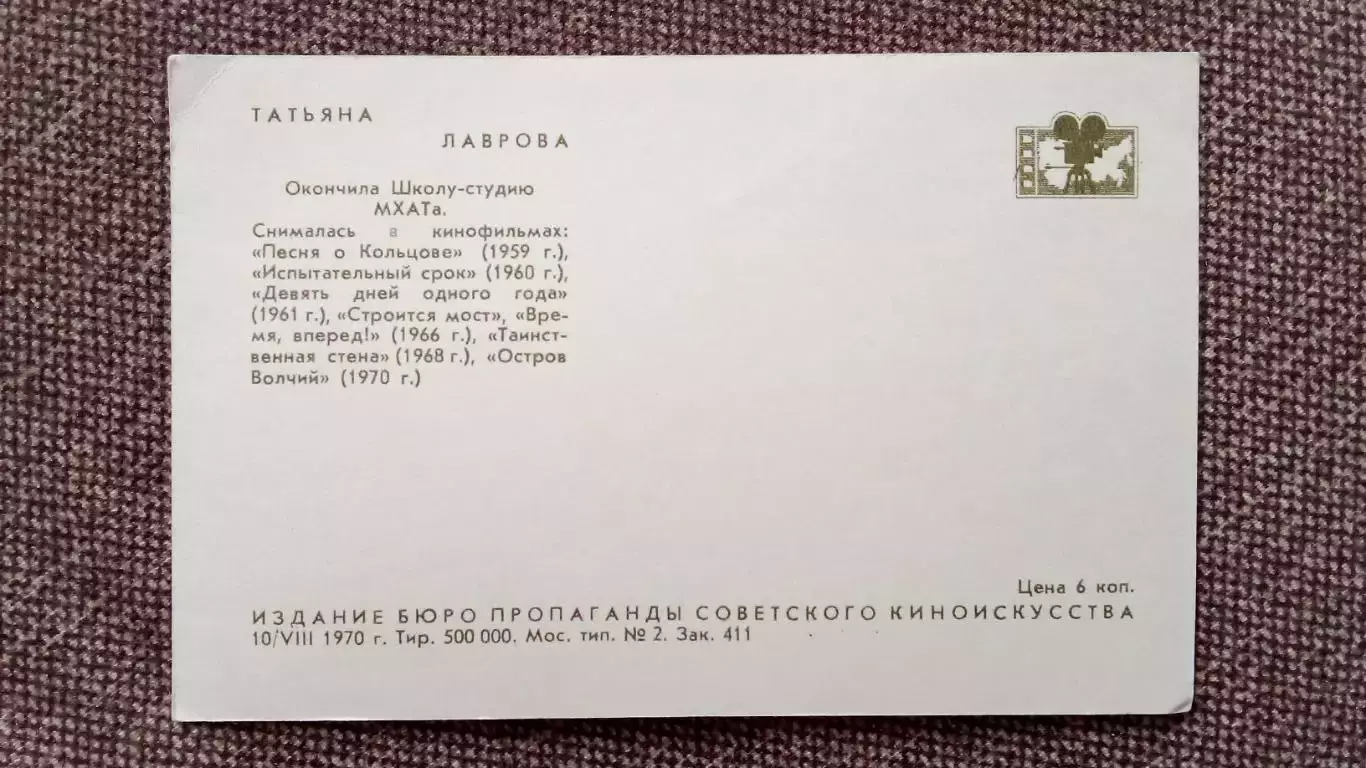 ТАТЬЯНА
ЛАВРОВА
Окончила Школу-студию
МХАТа.
Снималась в кинофильмах:
«Песня о Кольцове» (1959 г.),
«Испытательный срок» (1960 г.),
«Девять дней одного года»
(1961 г.), «Строится мост», «Вре-
мя, вперед!» (1966 г.), «Таинст-
венная стена» (1968 г.), «Остров
Волчий» (1970 г.)
Цена 6 коп.
ИЗДАНИЕ БЮРО ПРОПАГАНДЫ СОВЕТСКОГО КИНОИСКУССТВА
10/VIII 1970 г. Тир. 500 000. Мос. тип. № 2. Зак. 411